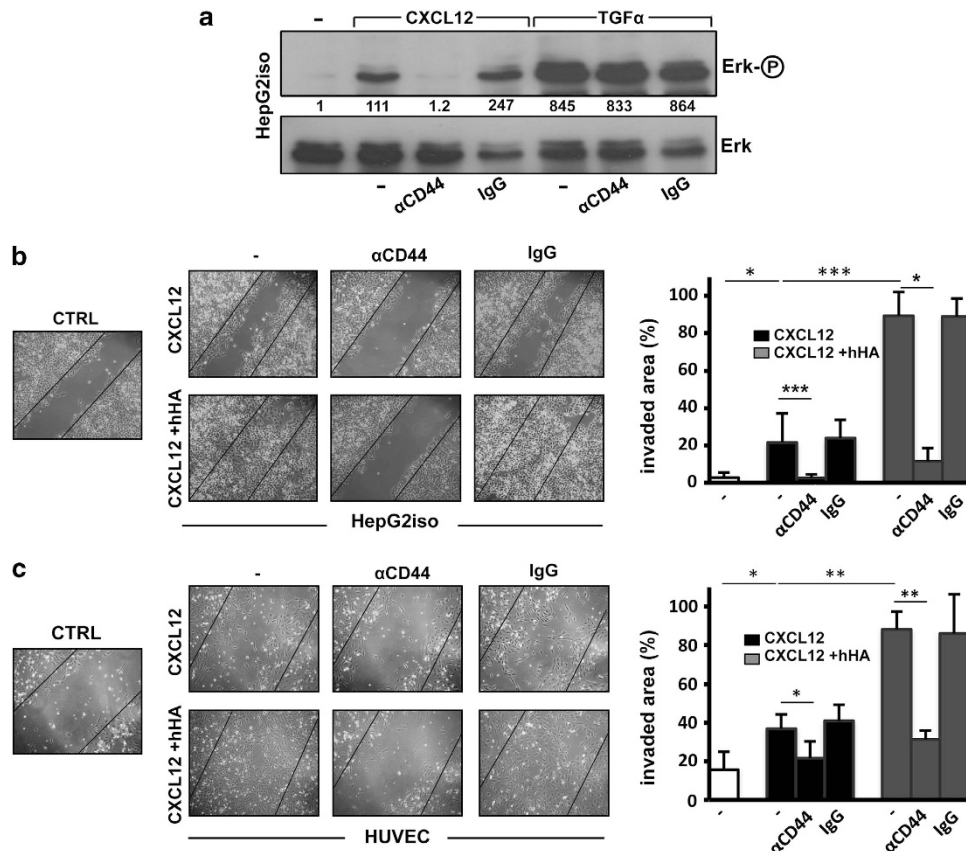 a
- CXCL12 TGFα
HepG2iso
Erk-Ⓟ
1 111 1.2 247 845 833 864
Erk
- αCD44 IgG - αCD44 IgG
b
- αCD44 IgG
CTRL
CXCL12
CXCL12 +hHA
HepG2iso
* *** *
100
80
60
40
20
0
invaded area (%)
CXCL12
CXCL12 +hHA
***
- - αCD44 IgG - αCD44 IgG
c
- αCD44 IgG
CTRL
CXCL12
CXCL12 +hHA
HUVEC
* ** **
100
80
60
40
20
0
invaded area (%)
CXCL12
CXCL12 +hHA
*
- - αCD44 IgG - αCD44 IgG